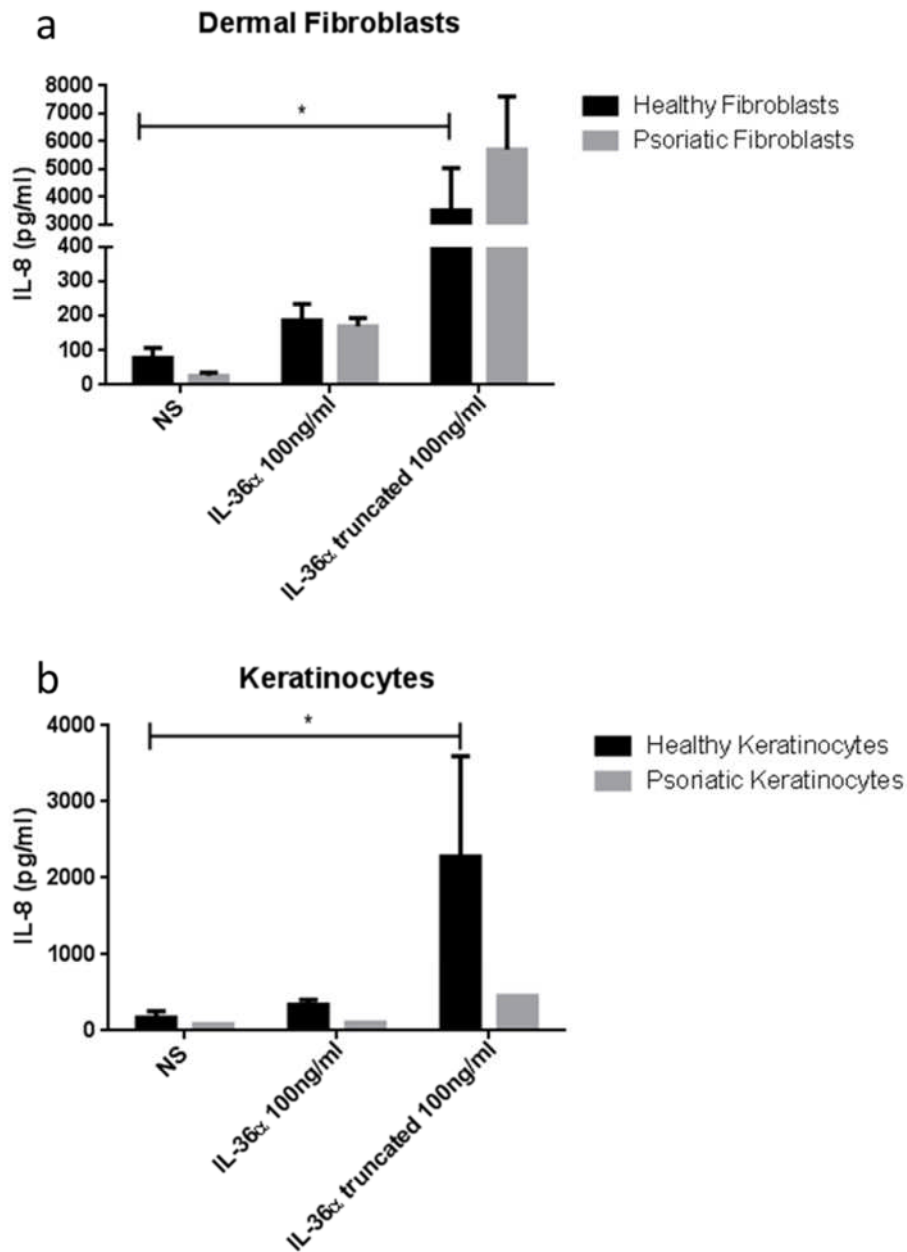 a
Dermal Fibroblasts
8000
7000
6000
5000
4000
3000
400
300
200
100
0
IL-8 (pg/ml)
*
Healthy Fibroblasts
Psoriatic Fibroblasts
NS
IL-36α 100ng/ml
IL-36α truncated 100ng/ml
b
Keratinocytes
4000
3000
2000
1000
0
IL-8 (pg/ml)
*
Healthy Keratinocytes
Psoriatic Keratinocytes
NS
IL-36α 100ng/ml
IL-36α truncated 100ng/ml